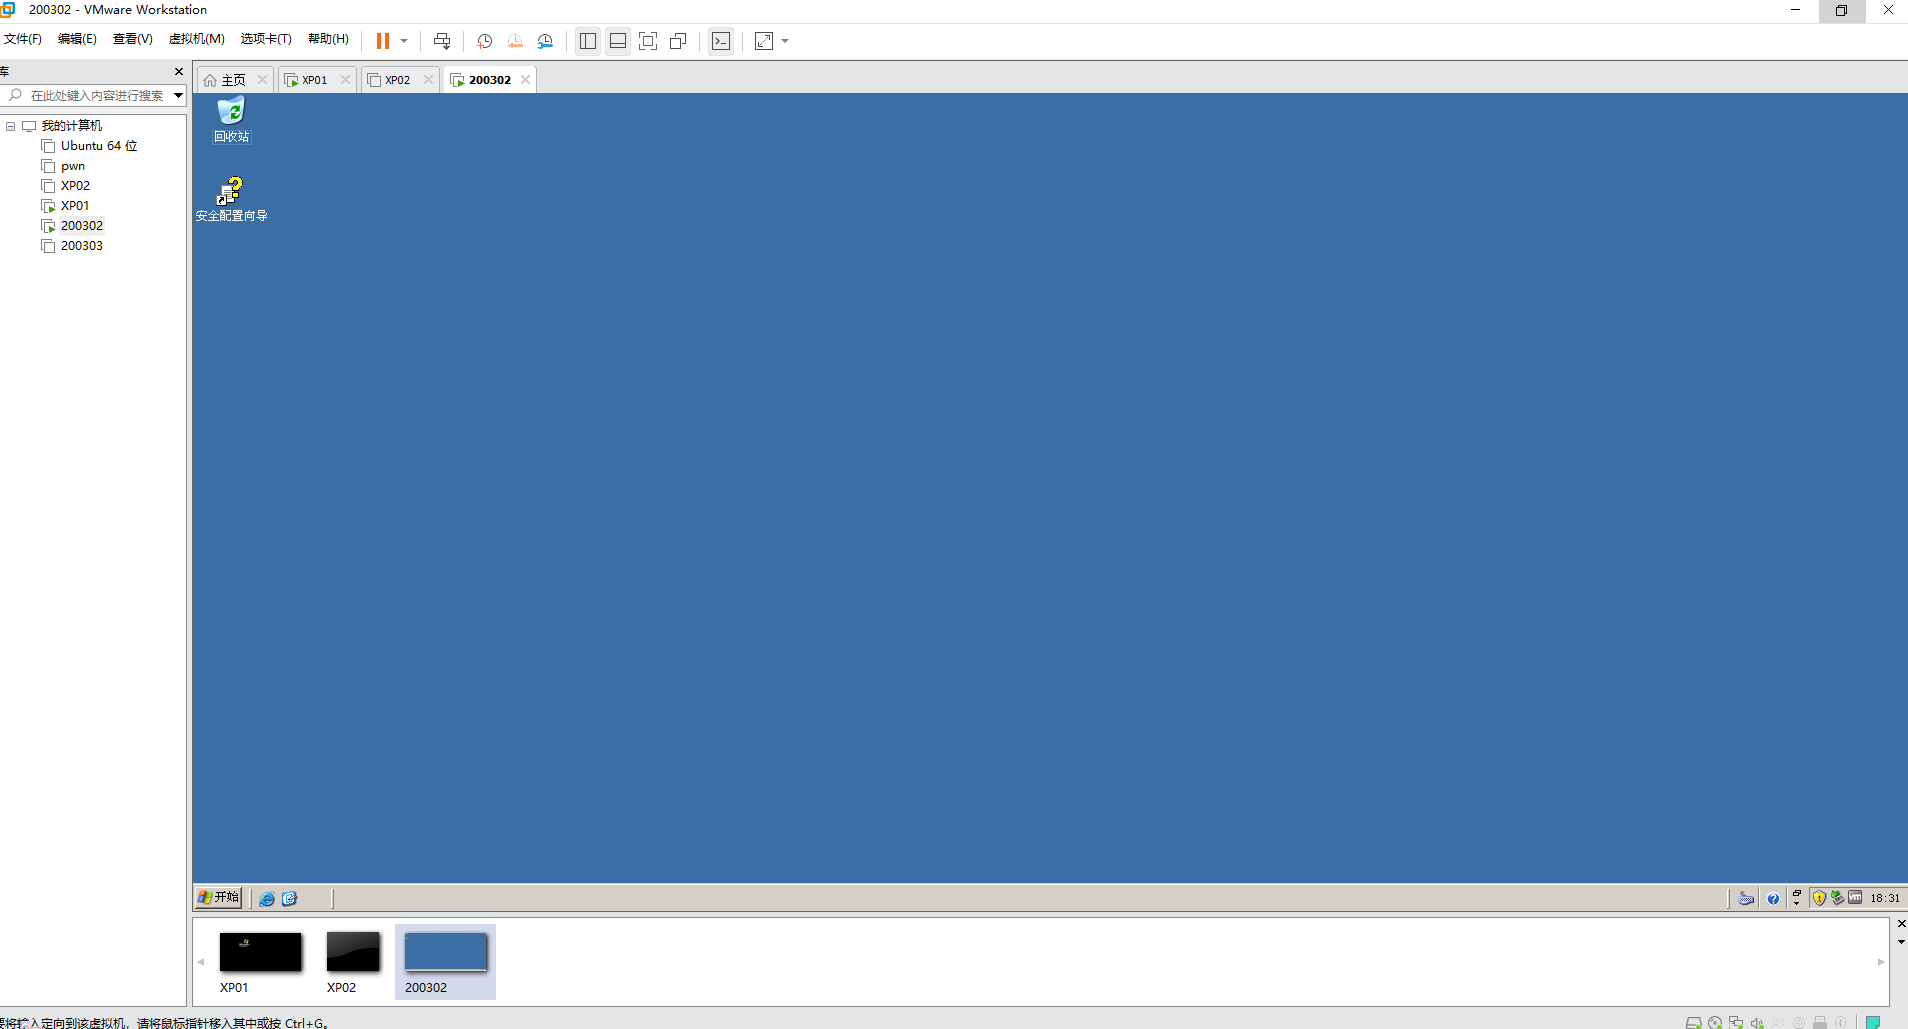 200302 - VMware Workstation
文件(F) 编辑(E) 查看(V) 虚拟机(M) 选项卡(T) 帮助(H)
库
主页 XP01 XP02 200302
在此处键入内容进行搜索
我的计算机
Ubuntu 64 位
pwn
XP02
XP01
200302
200303
回收站
安全配置向导
开始
18:31
XP01 XP02 200302
要将输入定向到该虚拟机，请将鼠标指针移入其中或按 Ctrl+G。